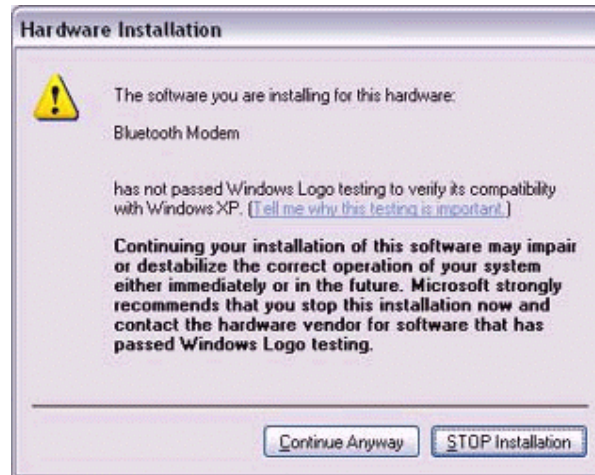 Hardware Installation
The software you are installing for this hardware:
Bluetooth Modem
has not passed Windows Logo testing to verify its compatibility
with Windows XP. (Tell me why this testing is important.)
Continuing your installation of this software may impair
or destabilize the correct operation of your system
either immediately or in the future. Microsoft strongly
recommends that you stop this installation now and
contact the hardware vendor for software that has
passed Windows Logo testing.
Continue Anyway
STOP Installation